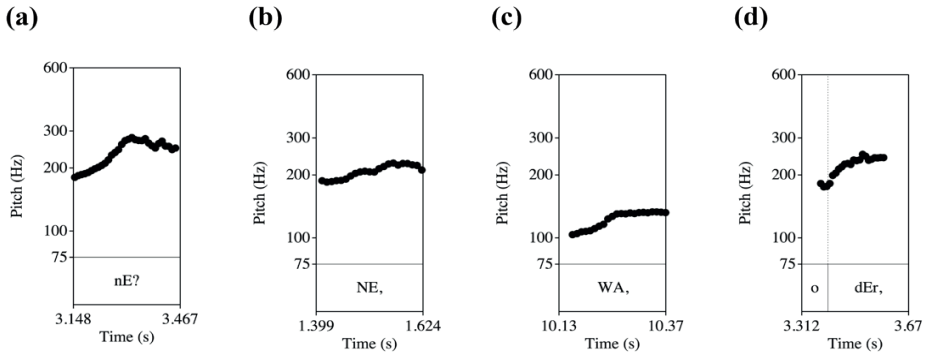 (a)
Pitch (Hz)
600
300
200
100
75
nE?
3.148 3.467
Time (s)
(b)
Pitch (Hz)
600
300
200
100
75
NE,
1.399 1.624
Time (s)
(c)
Pitch (Hz)
600
300
200
100
75
WA,
10.13 10.37
Time (s)
(d)
Pitch (Hz)
600
300
200
100
75
o dEr,
3.312 3.67
Time (s)